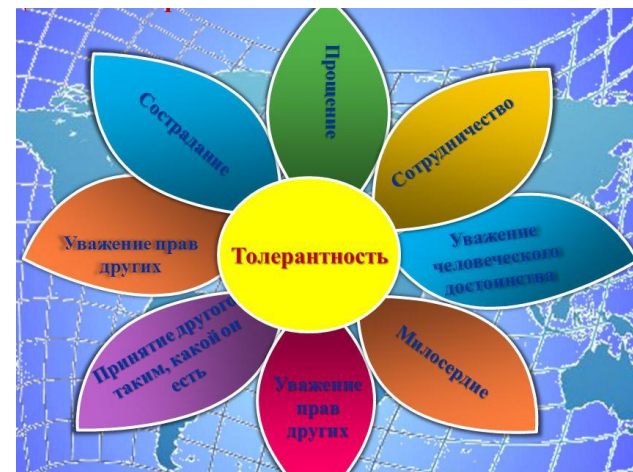 Прощение
Сотрудничество
Уважение
человеческого
достоинства
Милосердие
Уважение
прав
других
Принятие другого
таким, какой он
есть
Уважение прав
других
Сострадание
Толерантность